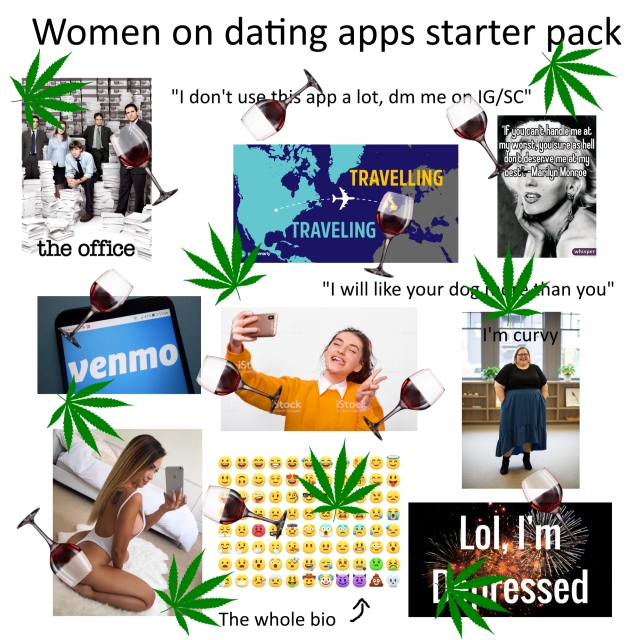 Women on dating apps starter pack
"I don't use this app a lot, dm me on IG/SC"
"If you can't handle me at
my worst, you sure as hell
don't deserve me at my
best." -Marilyn Monroe
whisper
TRAVELLING
TRAVELING
the office
"I will like your dog more than you"
I'm curvy
venmo
iStock
iStock
Lol, I'm
Depressed
The whole bio